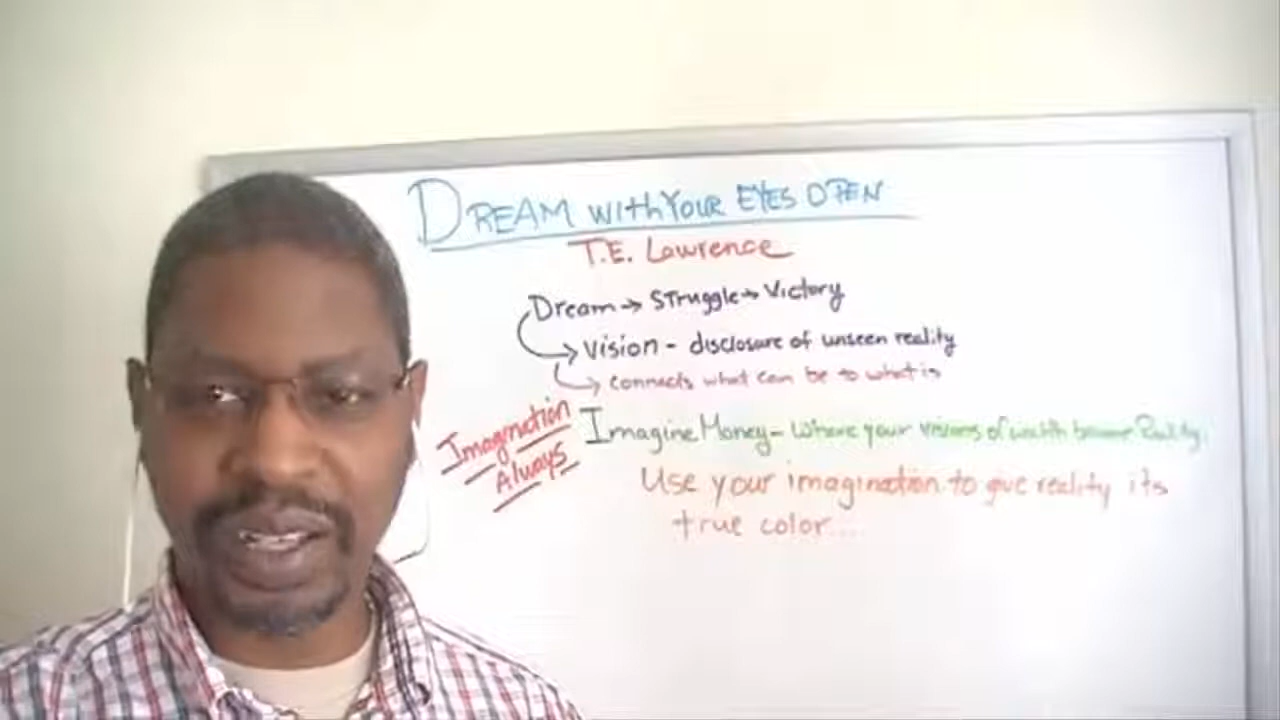 DREAM WITH YOUR EYES OPEN
T.E. Lawrence
Dream → Struggle → Victory
Vision - disclosure of unseen reality
connects what can be to what is
Imagination
Always
Imagine Money - Where your visions of wealth become Reality.
Use your imagination to give reality its
true color...